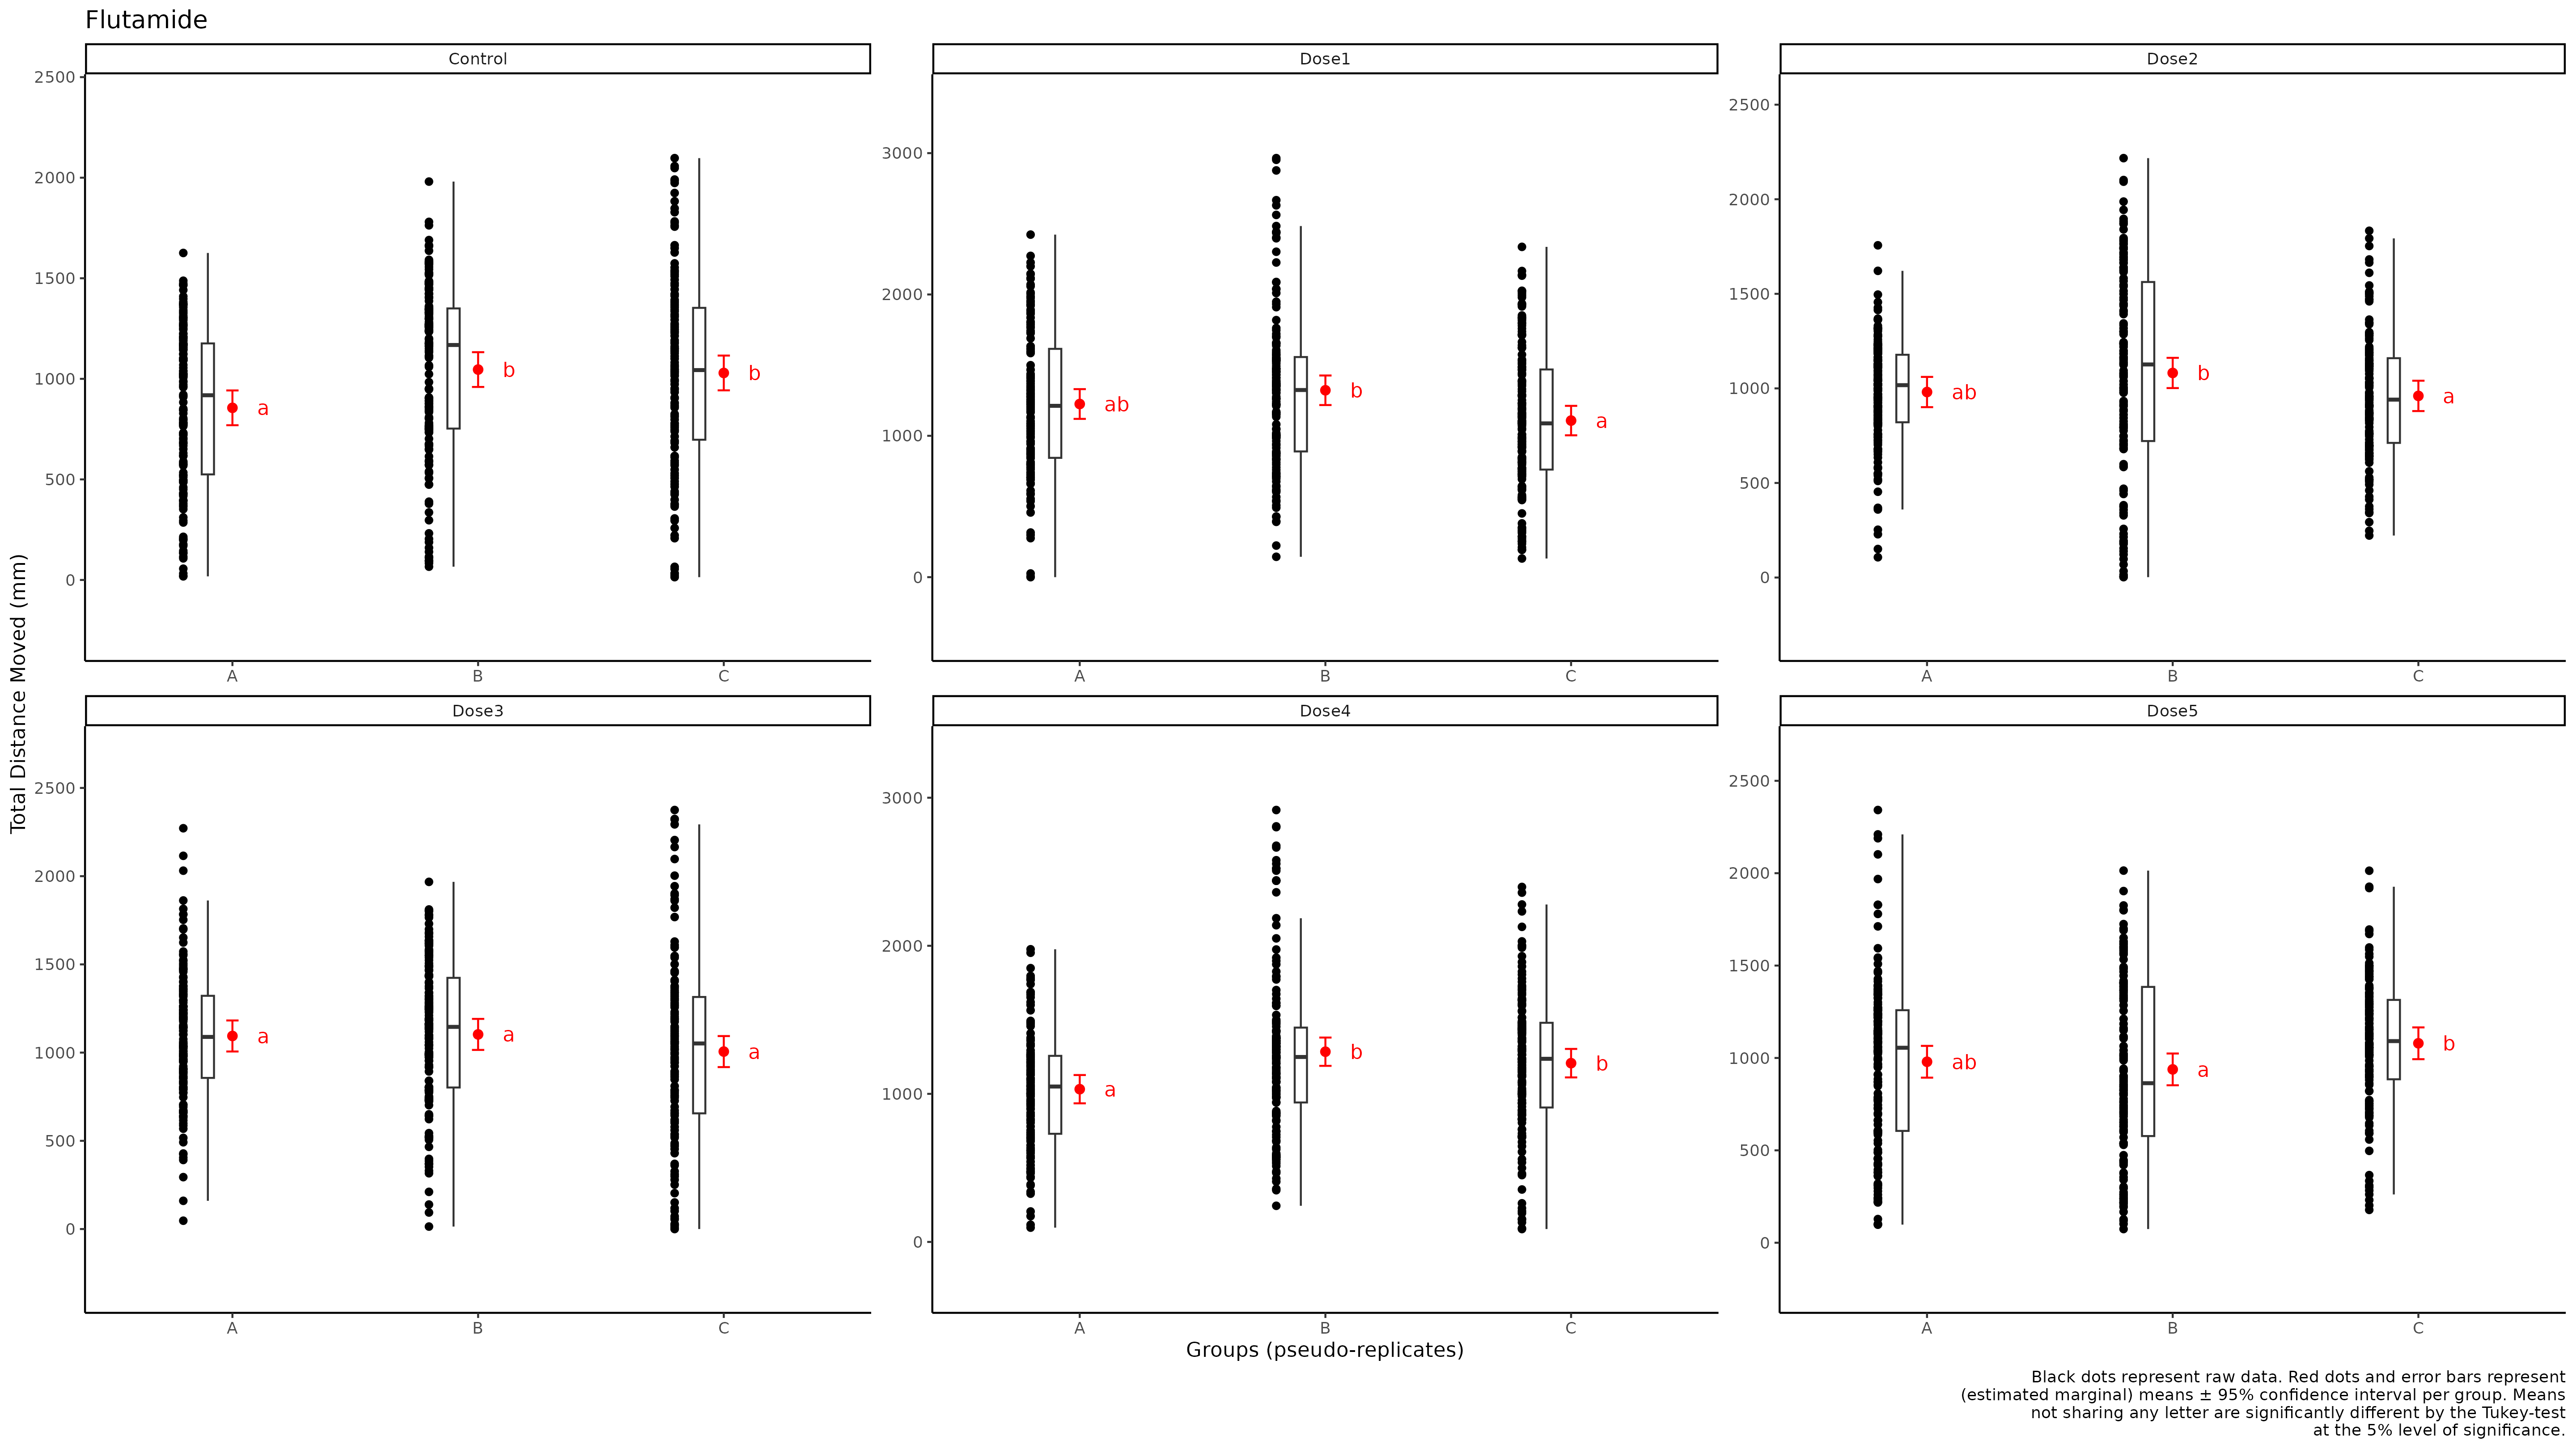 Flutamide
Control
Dose1
Dose2
2500
2000
1500
1000
500
0
3000
2000
1000
0
2500
2000
1500
1000
500
0
a
b
b
ab
b
a
ab
b
a
A
B
C
A
B
C
A
B
C
Total Distance Moved (mm)
Dose3
Dose4
Dose5
2500
2000
1500
1000
500
0
3000
2000
1000
0
2500
2000
1500
1000
500
0
a
a
a
a
b
b
ab
a
b
A
B
C
A
B
C
A
B
C
Groups (pseudo-replicates)
Black dots represent raw data. Red dots and error bars represent
(estimated marginal) means ± 95% confidence interval per group. Means
not sharing any letter are significantly different by the Tukey-test
at the 5% level of significance.